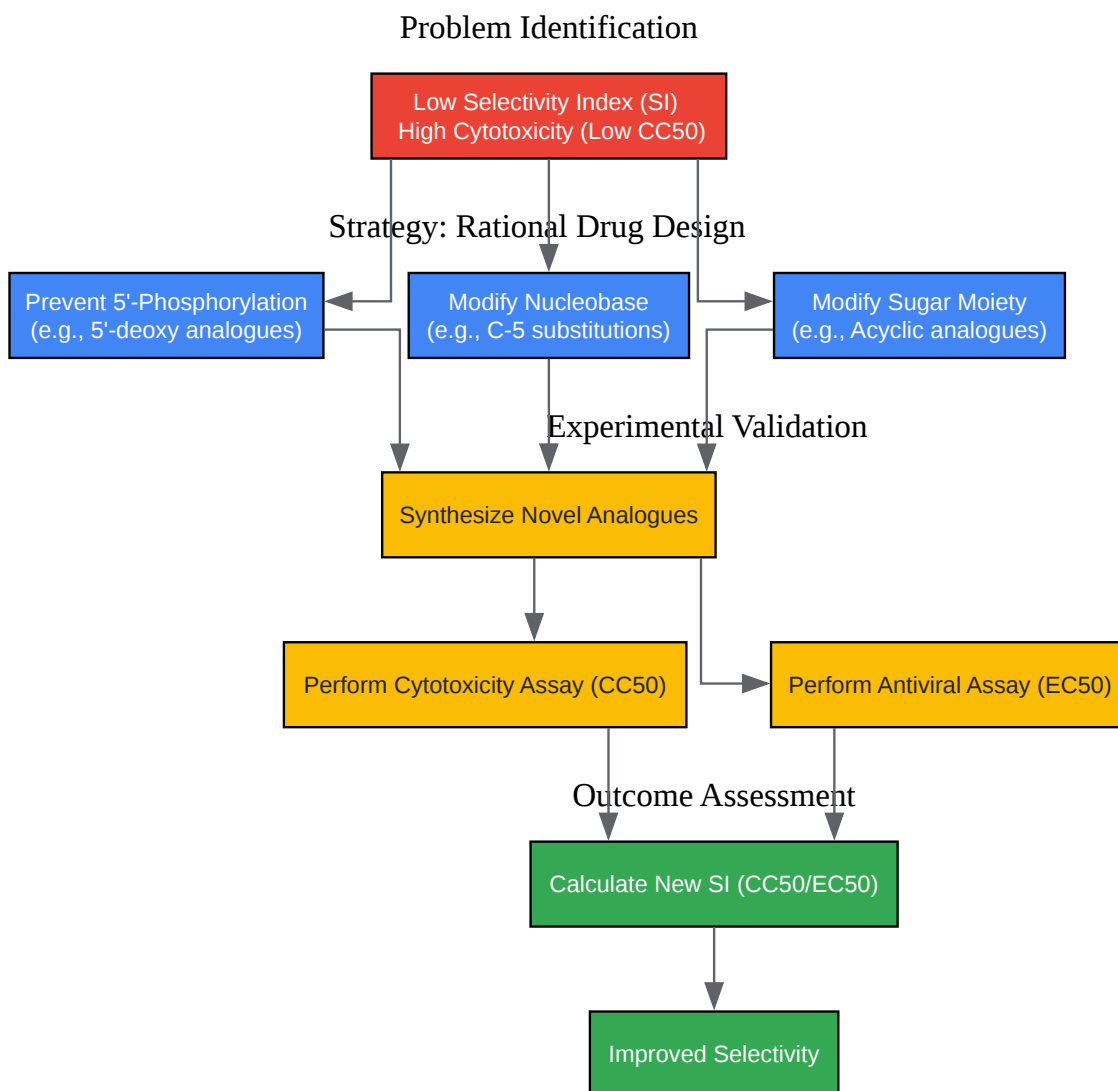 Problem Identification
Low Selectivity Index (SI)
High Cytotoxicity (Low CC50)
Strategy: Rational Drug Design
Prevent 5'-Phosphorylation
(e.g., 5'-deoxy analogues)
Modify Nucleobase
(e.g., C-5 substitutions)
Modify Sugar Moiety
(e.g., Acyclic analogues)
Experimental Validation
Synthesize Novel Analogues
Perform Cytotoxicity Assay (CC50)
Perform Antiviral Assay (EC50)
Outcome Assessment
Calculate New SI (CC50/EC50)
Improved Selectivity